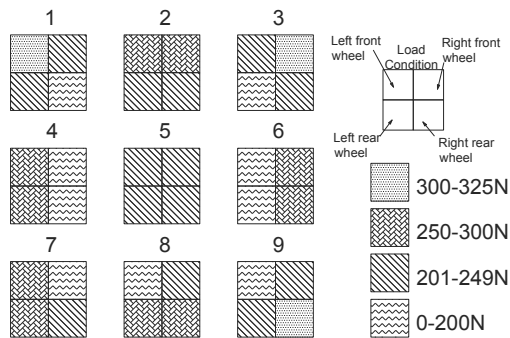 1
2
3
4
5
6
7
8
9
Left front
wheel
Load
Condition
Right front
wheel
Left rear
wheel
Right rear
wheel
300-325N
250-300N
201-249N
0-200N